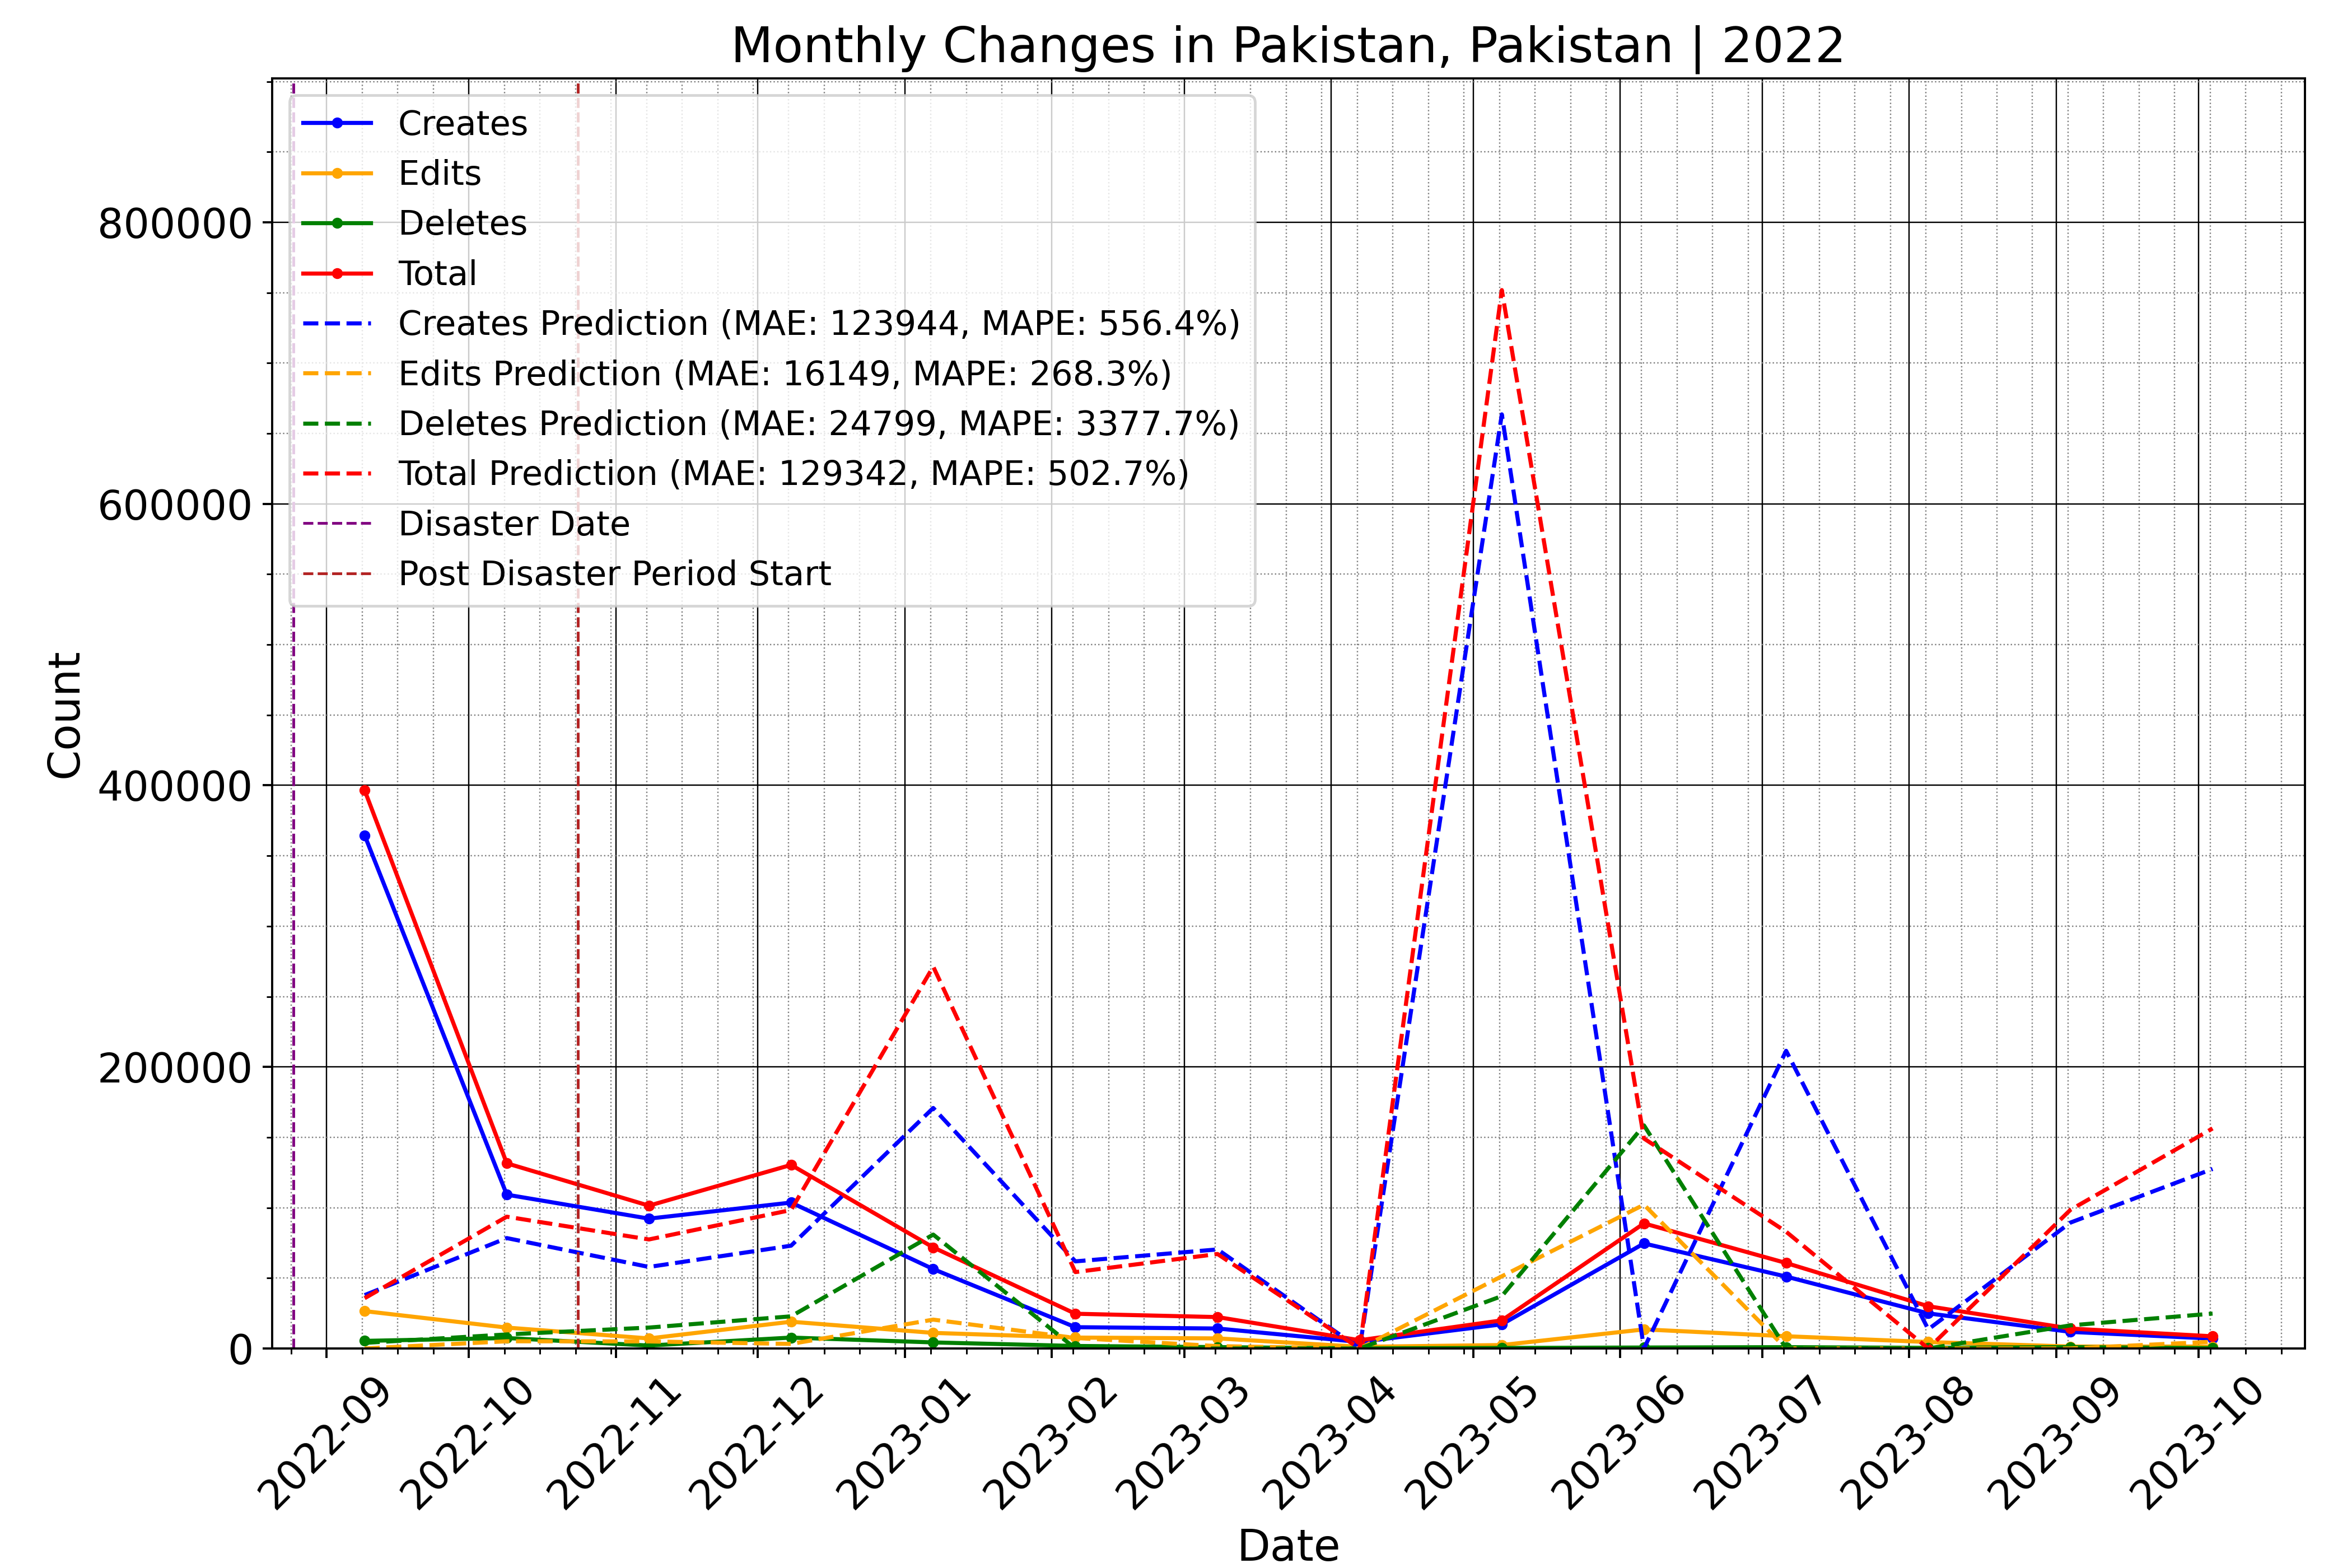 Monthly Changes in Pakistan, Pakistan | 2022
Creates
Edits
Deletes
Total
Creates Prediction (MAE: 123944, MAPE: 556.4%)
Edits Prediction (MAE: 16149, MAPE: 268.3%)
Deletes Prediction (MAE: 24799, MAPE: 3377.7%)
Total Prediction (MAE: 129342, MAPE: 502.7%)
Disaster Date
Post Disaster Period Start
Count
800000
600000
400000
200000
0
2022-09
2022-10
2022-11
2022-12
2023-01
2023-02
2023-03
2023-04
2023-05
2023-06
2023-07
2023-08
2023-09
2023-10
Date